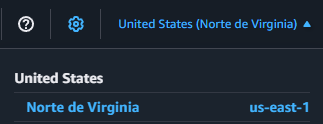 United States (Norte de Virginia) ▲
United States
Norte de Virginia us-east-1